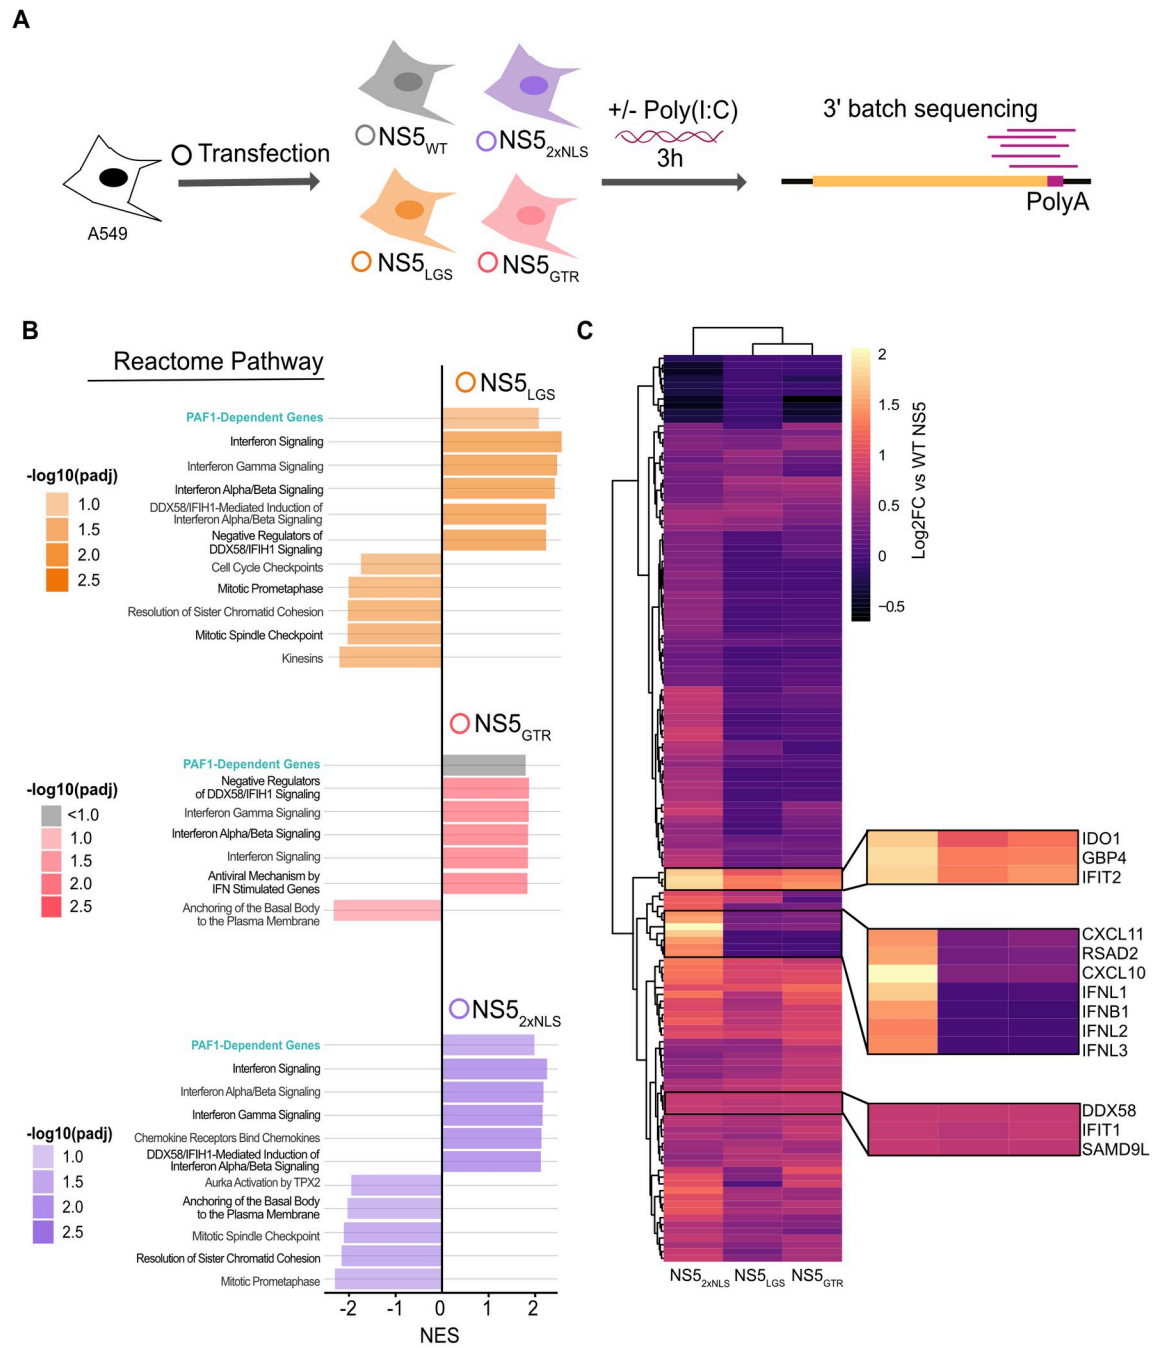 A
A549
Transfection
NS5WT
NS52xNLS
NS5LGS
NS5GTR
+/- Poly(I:C)
3h
3' batch sequencing
PolyA
B
Reactome Pathway
NS5LGS
-log10(padj)
1.0
1.5
2.0
2.5
PAF1-Dependent Genes
Interferon Signaling
Interferon Gamma Signaling
Interferon Alpha/Beta Signaling
DDX58/IFIH1-Mediated Induction of
Interferon Alpha/Beta Signaling
Negative Regulators of
DDX58/IFIH1 Signaling
Cell Cycle Checkpoints
Mitotic Prometaphase
Resolution of Sister Chromatid Cohesion
Mitotic Spindle Checkpoint
Kinesins
NS5GTR
-log10(padj)
<1.0
1.0
1.5
2.0
2.5
PAF1-Dependent Genes
Negative Regulators
of DDX58/IFIH1 Signaling
Interferon Gamma Signaling
Interferon Alpha/Beta Signaling
Interferon Signaling
Antiviral Mechanism by
IFN Stimulated Genes
Anchoring of the Basal Body
to the Plasma Membrane
NS52xNLS
-log10(padj)
1.0
1.5
2.0
2.5
PAF1-Dependent Genes
Interferon Signaling
Interferon Alpha/Beta Signaling
Interferon Gamma Signaling
Chemokine Receptors Bind Chemokines
DDX58/IFIH1-Mediated Induction of
Interferon Alpha/Beta Signaling
Aurka Activation by TPX2
Anchoring of the Basal Body
to the Plasma Membrane
Mitotic Spindle Checkpoint
Resolution of Sister Chromatid Cohesion
Mitotic Prometaphase
-2 -1 0 1 2
NES
C
2
1.5
1
0.5
0
−0.5
Log2FC vs WT NS5
IDO1
GBP4
IFIT2
CXCL11
RSAD2
CXCL10
IFNL1
IFNB1
IFNL2
IFNL3
DDX58
IFIT1
SAMD9L
NS52xNLS NS5LGS NS5GTR